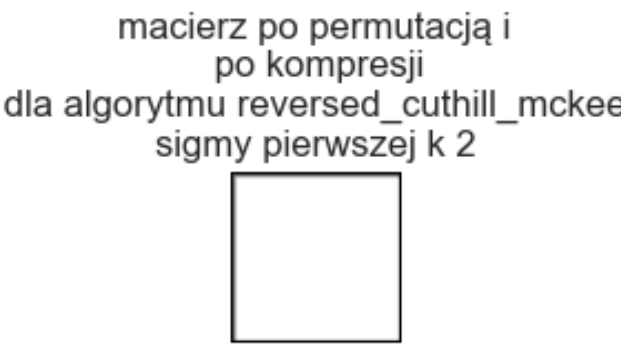 macierz po permutacją i
po kompresji
dla algorytmu reversed_cuthill_mckee
sigmy pierwszej k 2